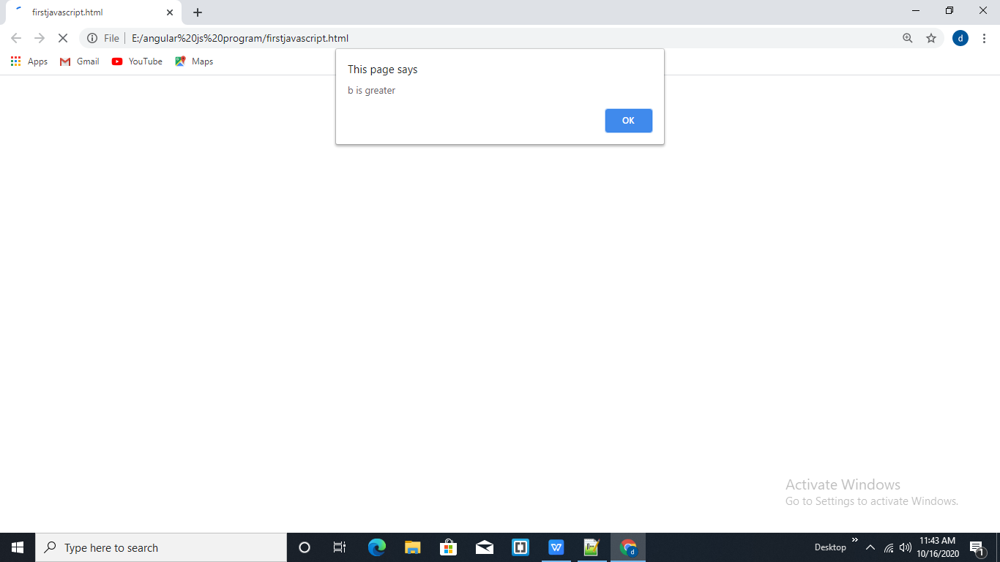 firstjavascript.html
File E:/angular%20js%20program/firstjavascript.html
d
Apps Gmail YouTube Maps
This page says
b is greater
OK
Activate Windows
Go to Settings to activate Windows.
Type here to search
Desktop
11:43 AM
10/16/2020
1